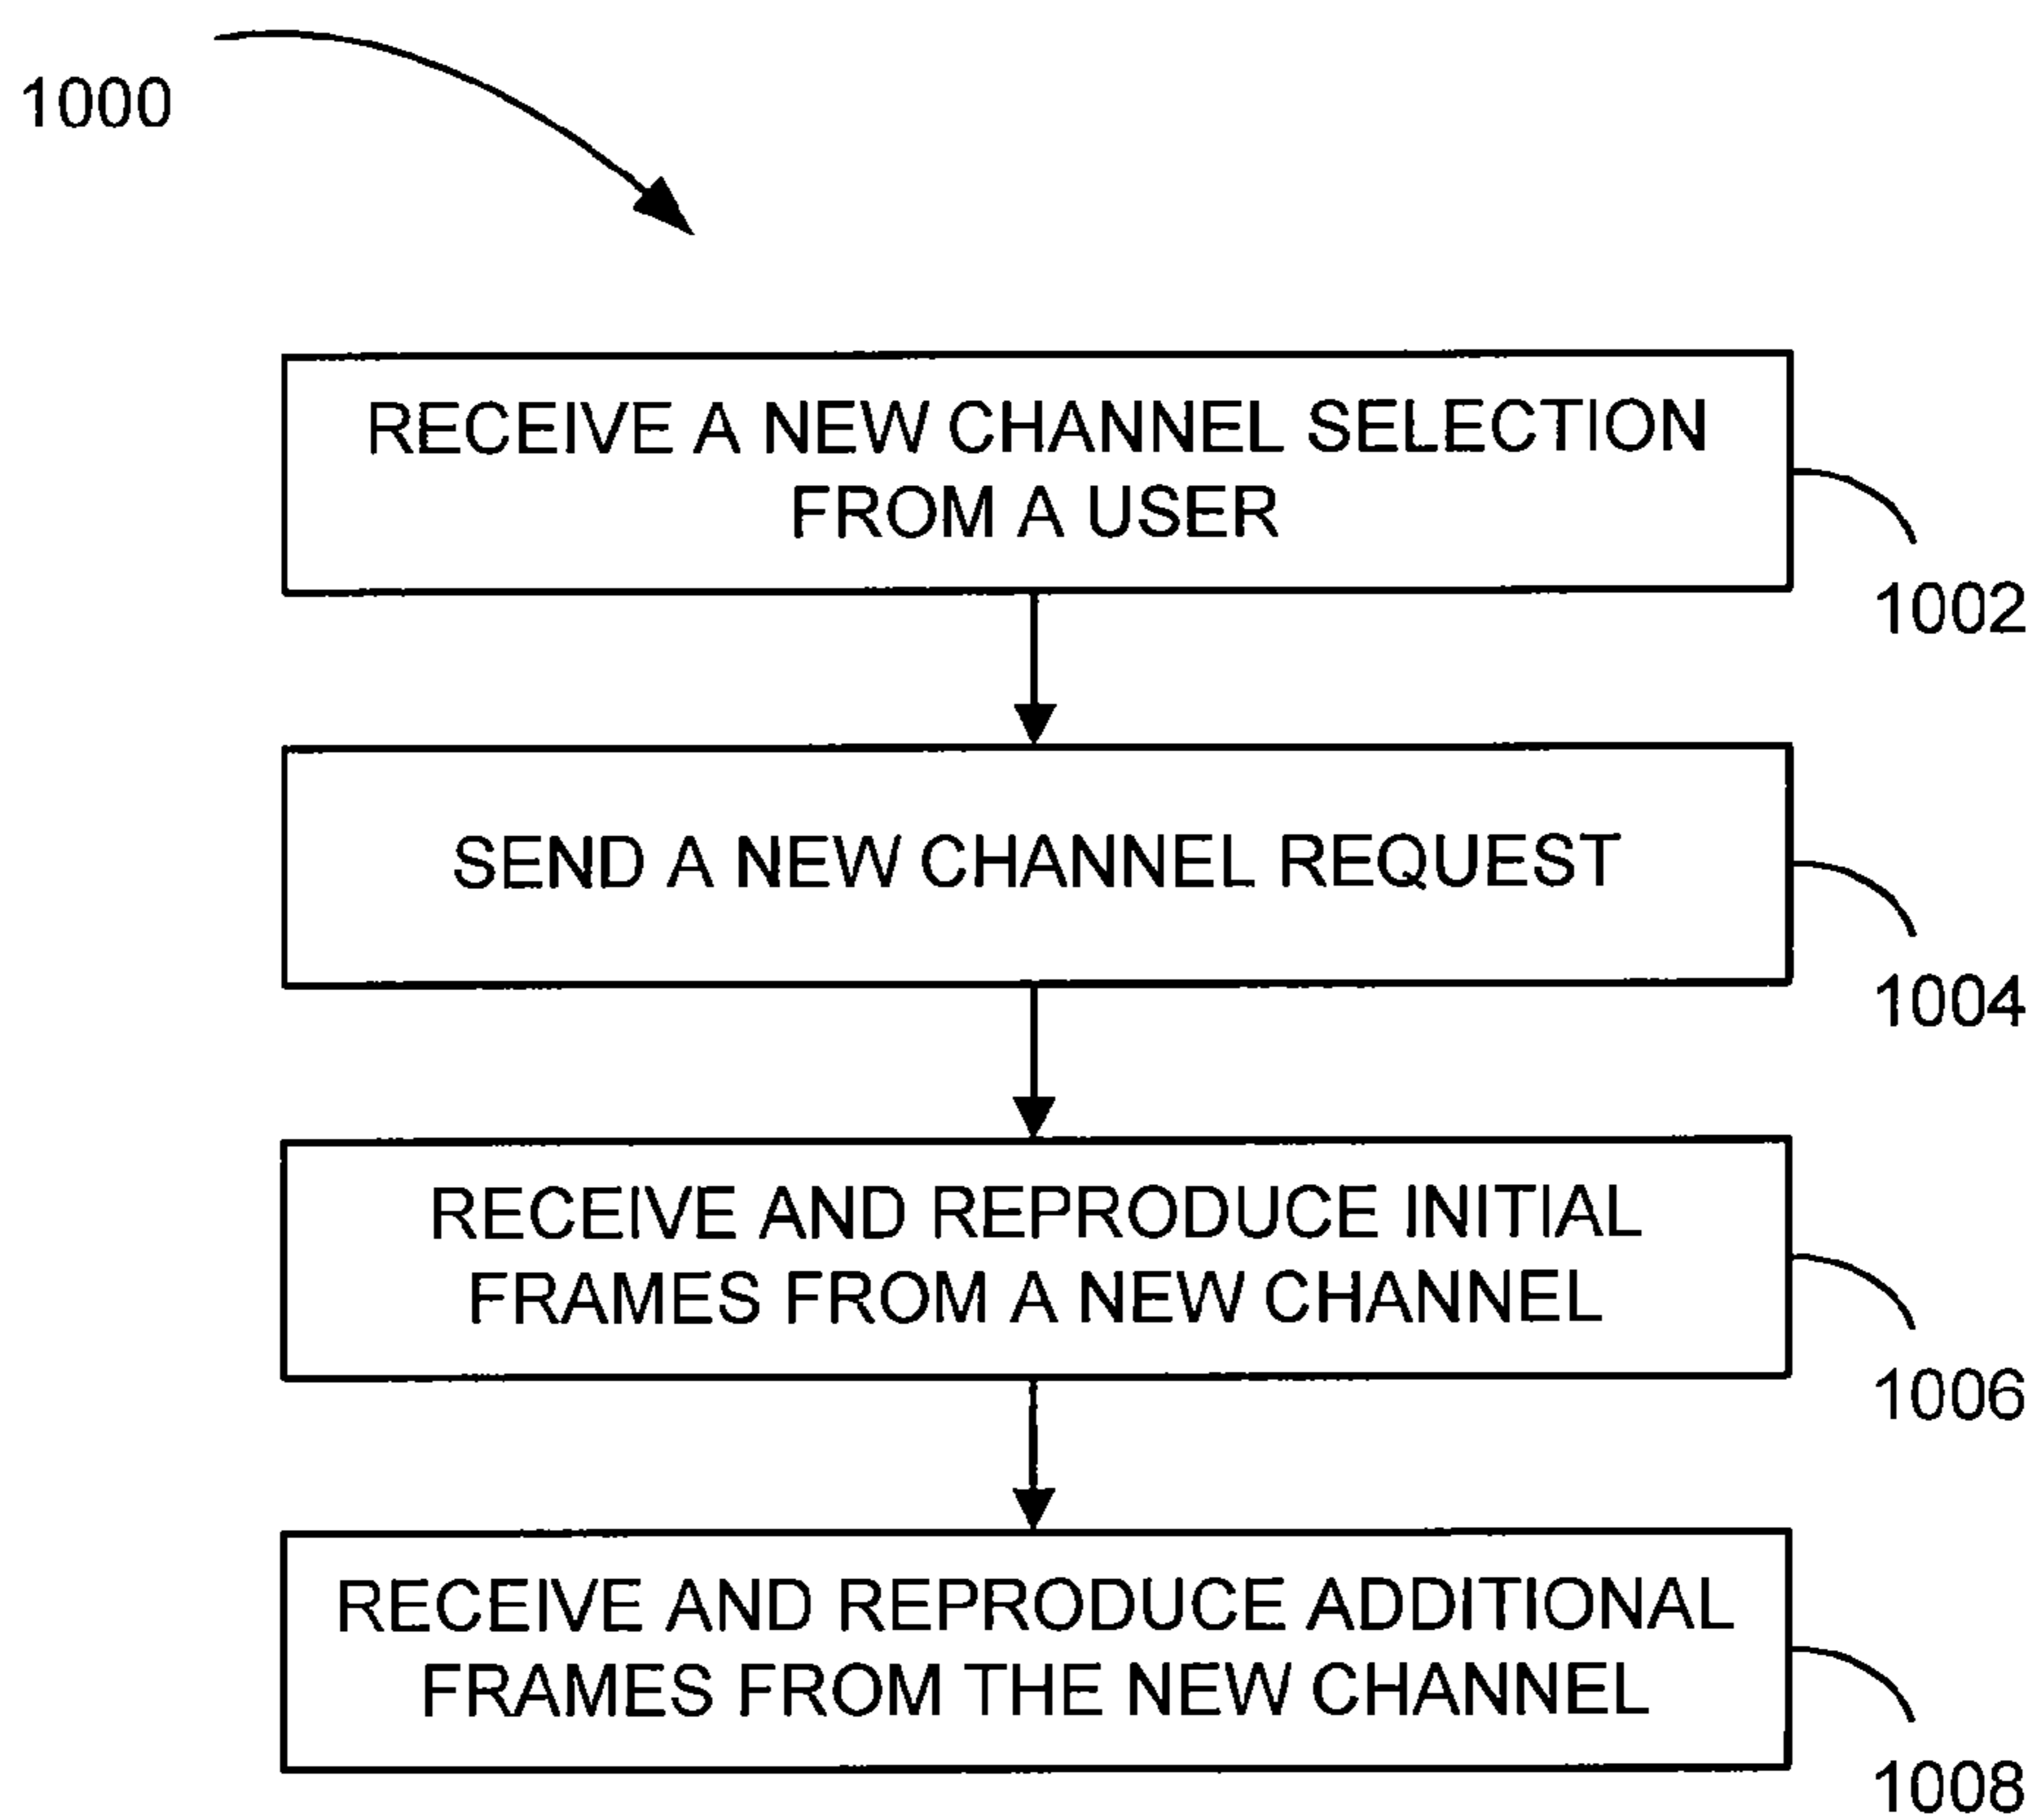 1000
RECEIVE A NEW CHANNEL SELECTION
FROM A USER
1002
SEND A NEW CHANNEL REQUEST
1004
RECEIVE AND REPRODUCE INITIAL
FRAMES FROM A NEW CHANNEL
1006
RECEIVE AND REPRODUCE ADDITIONAL
FRAMES FROM THE NEW CHANNEL
1008